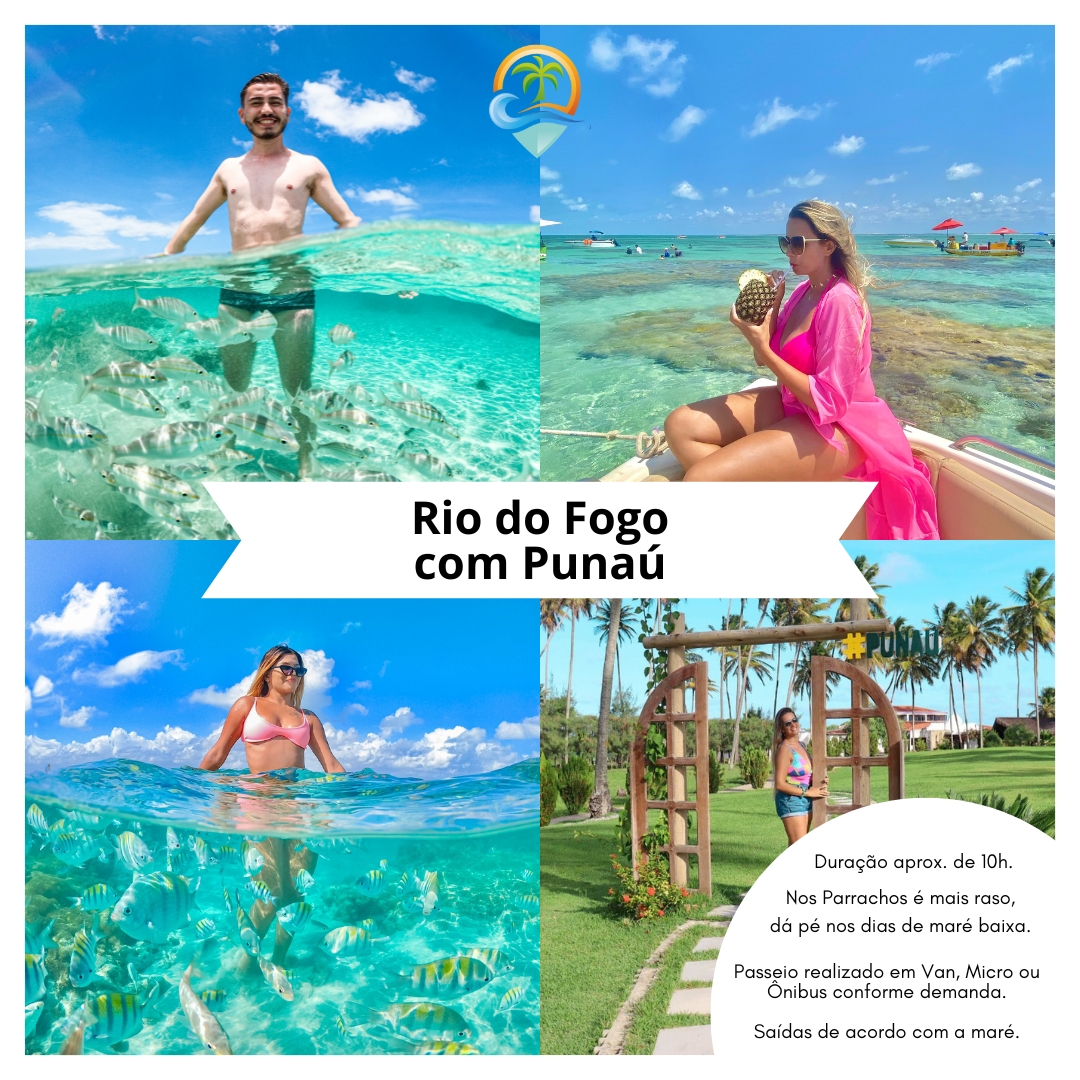 Rio do Fogo
com Punaú
#PUNAÚ
Duração aprox. de 10h.
Nos Parrachos é mais raso,
dá pé nos dias de maré baixa.
Passeio realizado em Van, Micro ou
Ônibus conforme demanda.
Saídas de acordo com a maré.